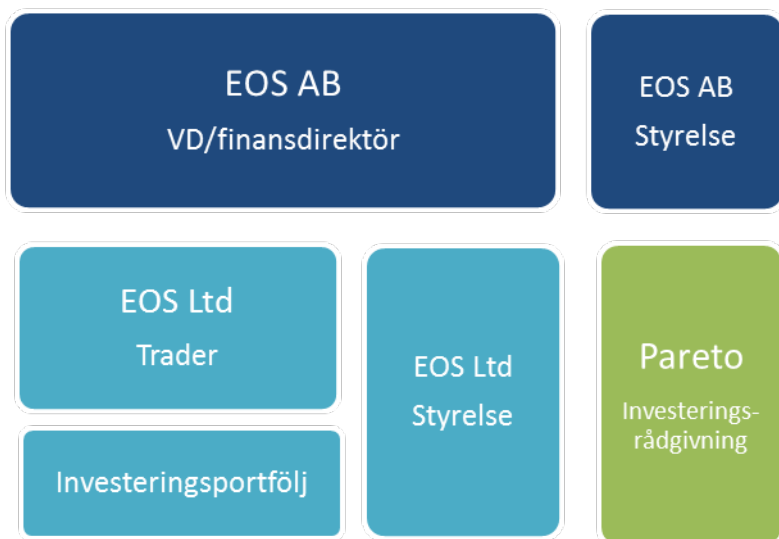 EOS AB
VD/finansdirektör
EOS AB
Styrelse
EOS Ltd
Trader
Investeringsportfölj
EOS Ltd
Styrelse
Pareto
Investerings-
rådgivning